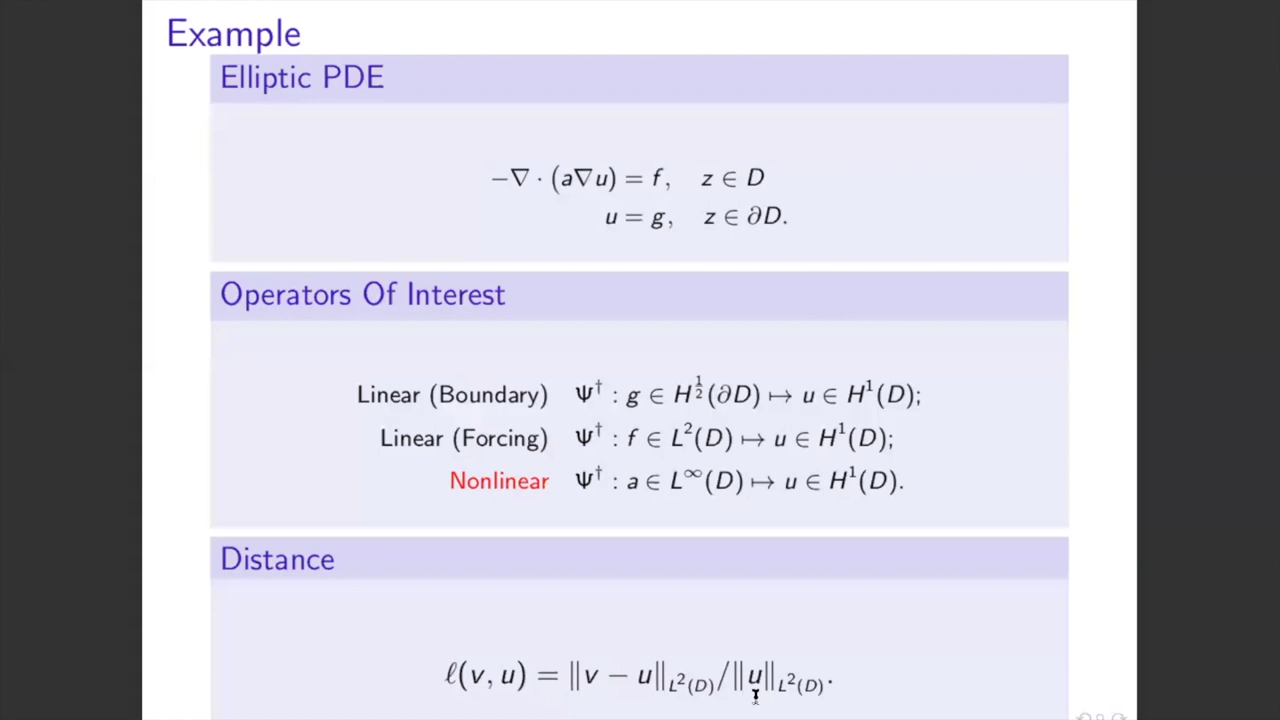 Example
Elliptic PDE
−∇ · (a∇u) = f,   z ∈ D
u = g,   z ∈ ∂D.
Operators Of Interest
Linear (Boundary)   Ψ† : g ∈ H^{1/2}(∂D) ↦ u ∈ H¹(D);
Linear (Forcing)   Ψ† : f ∈ L²(D) ↦ u ∈ H¹(D);
Nonlinear   Ψ† : a ∈ L^∞(D) ↦ u ∈ H¹(D).
Distance
ℓ(v, u) = ‖v − u‖_{L²(D)}/‖u‖_{L²(D)}.